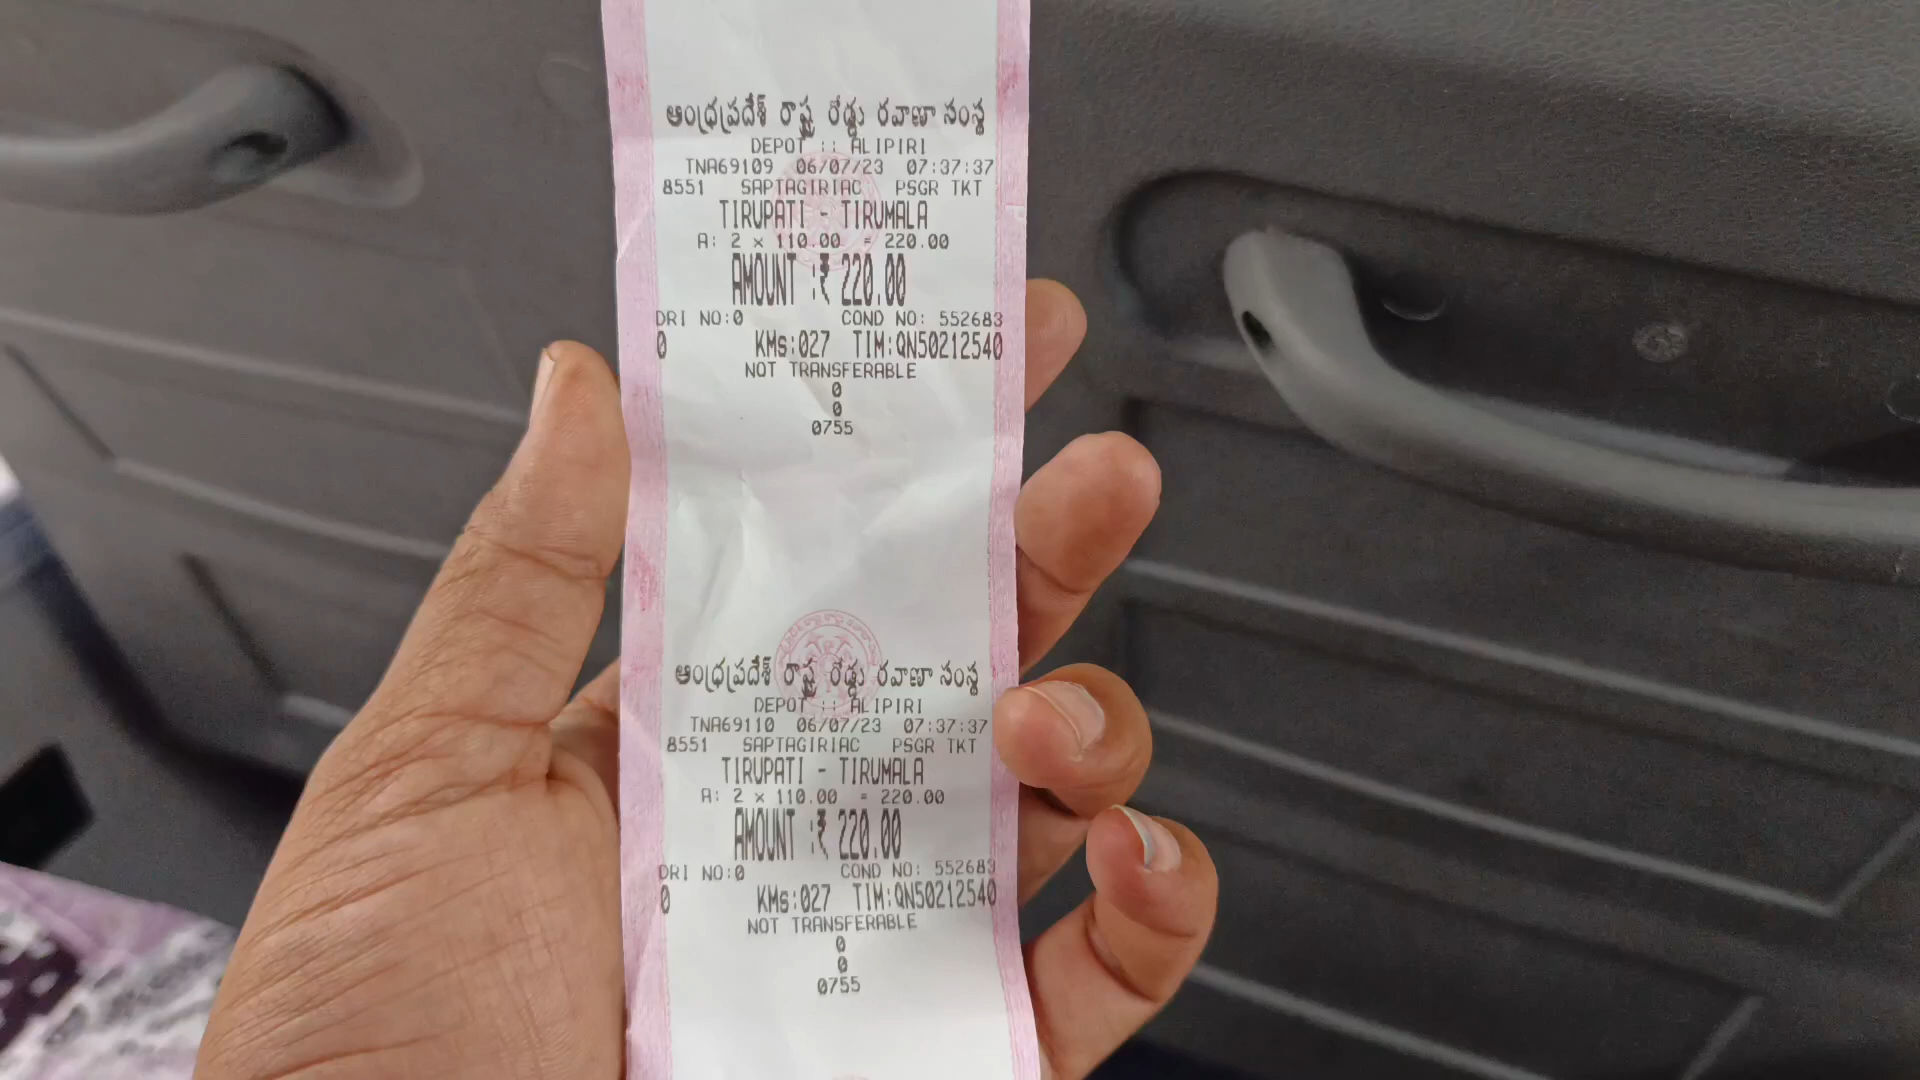 ఆంధ్రప్రదేశ్ రాష్ట్ర రోడ్డు రవాణా సంస్థ
DEPOT :: ALIPIRI
TNA69109 06/07/23 07:37:37
8551 SAPTAGIRIAC PSGR TKT
TIRUPATI - TIRUMALA
A: 2 x 110.00 = 220.00
AMOUNT :₹ 220.00
DRI NO:0 COND NO: 552683
0 KMs:027 TIM:QN50212540
NOT TRANSFERABLE
0
0
0755
ఆంధ్రప్రదేశ్ రాష్ట్ర రోడ్డు రవాణా సంస్థ
DEPOT :: ALIPIRI
TNA69110 06/07/23 07:37:37
8551 SAPTAGIRIAC PSGR TKT
TIRUPATI - TIRUMALA
A: 2 x 110.00 = 220.00
AMOUNT :₹ 220.00
DRI NO:0 COND NO: 552683
0 KMs:027 TIM:QN50212540
NOT TRANSFERABLE
0
0
0755